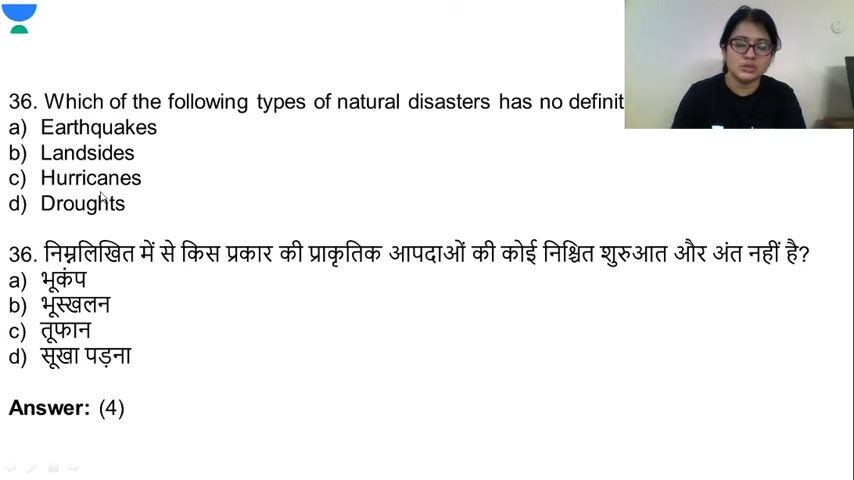 36. Which of the following types of natural disasters has no definit
a) Earthquakes
b) Landsides
c) Hurricanes
d) Droughts
36. निम्नलिखित में से किस प्रकार की प्राकृतिक आपदाओं की कोई निश्चित शुरुआत और अंत नहीं है?
a) भूकंप
b) भूस्खलन
c) तूफान
d) सूखा पड़ना
Answer: (4)